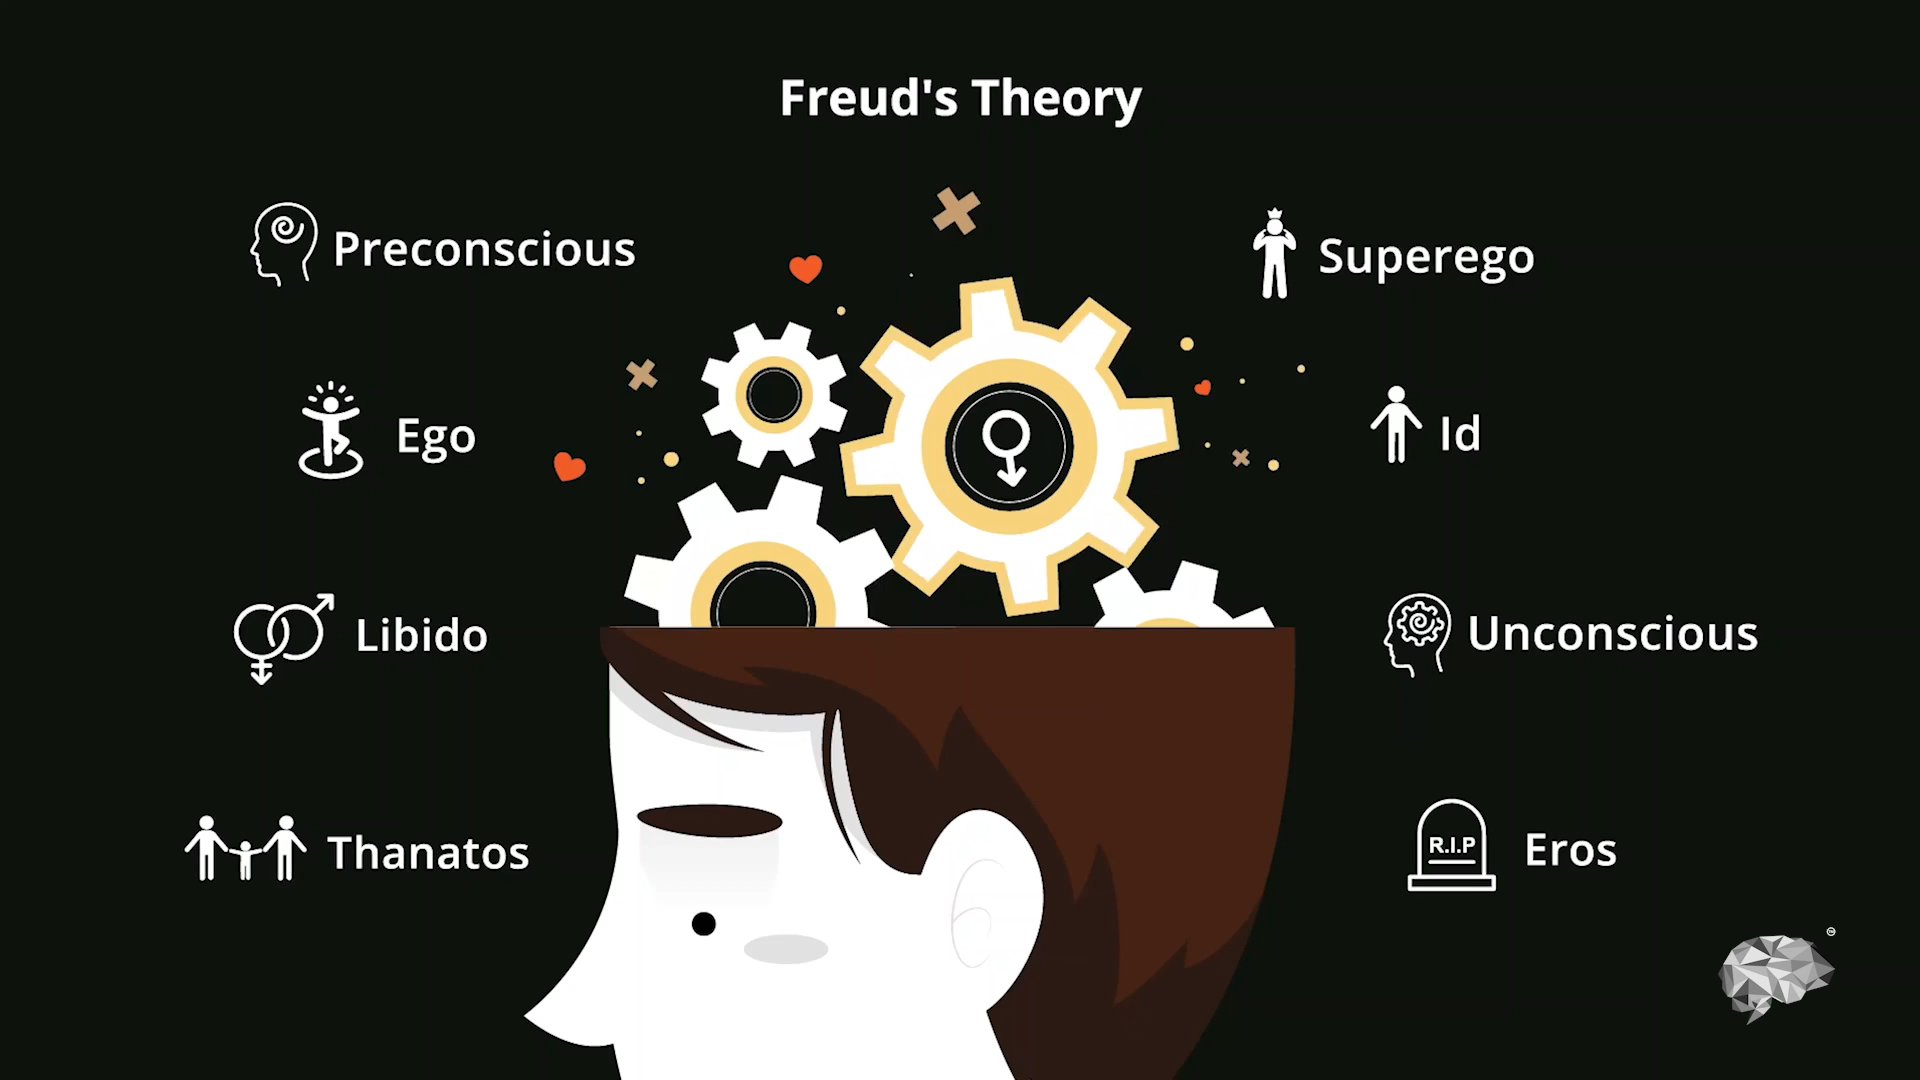 Freud's Theory
Preconscious
Superego
Ego
Id
Libido
Unconscious
Thanatos
R.I.P
Eros